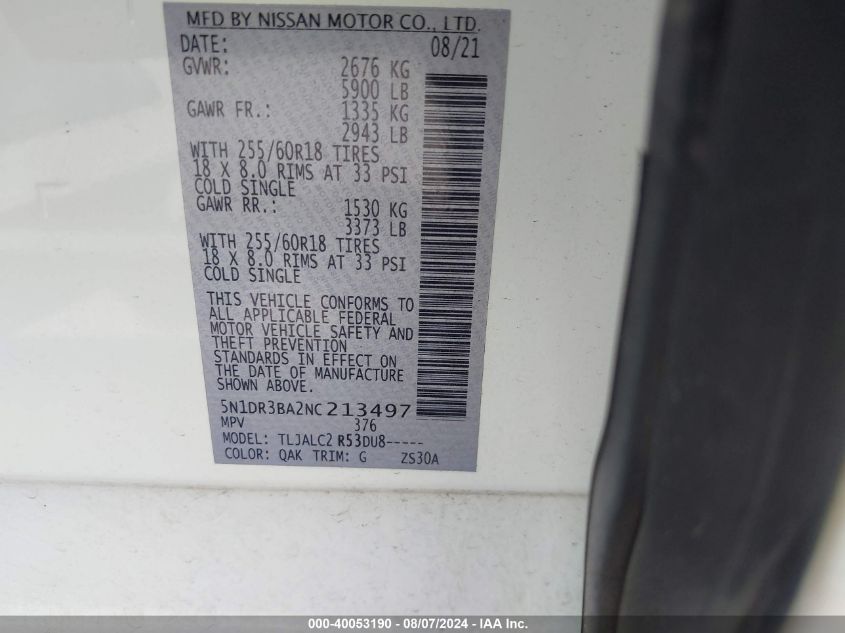 MFD BY NISSAN MOTOR CO., LTD.
DATE: 08/21
GVWR: 2676 KG
5900 LB
GAWR FR.: 1335 KG
2943 LB
WITH 255/60R18 TIRES
18 X 8.0 RIMS AT 33 PSI
COLD SINGLE
GAWR RR.: 1530 KG
3373 LB
WITH 255/60R18 TIRES
18 X 8.0 RIMS AT 33 PSI
COLD SINGLE
THIS VEHICLE CONFORMS TO
ALL APPLICABLE FEDERAL
MOTOR VEHICLE SAFETY AND
THEFT PREVENTION
STANDARDS IN EFFECT ON
THE DATE OF MANUFACTURE
SHOWN ABOVE.
5N1DR3BA2NC213497
MPV 376
MODEL: TLJALC2 R53DU8-----
COLOR: QAK TRIM: G ZS30A
000-40053190 - 08/07/2024 - IAA Inc.